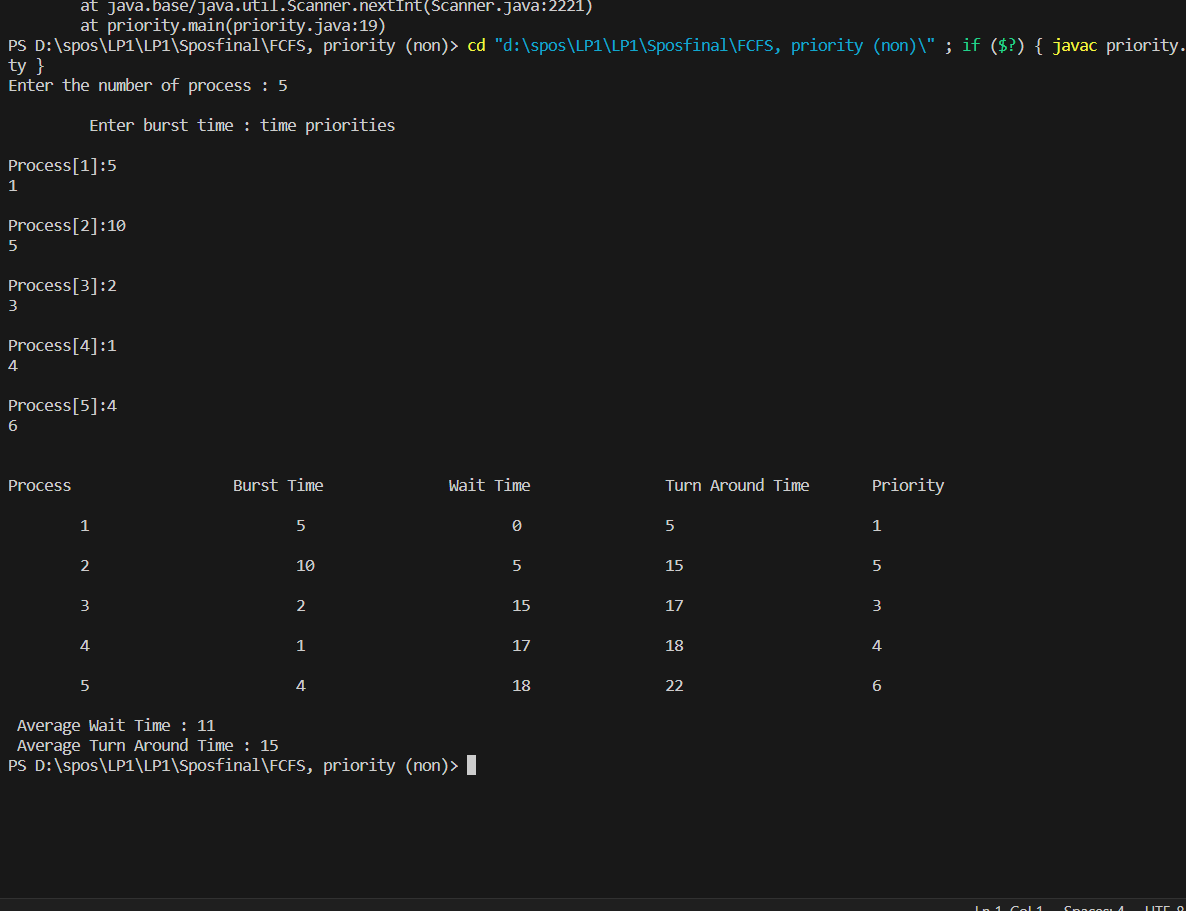 at java.base/java.util.Scanner.nextInt(Scanner.java:2221)
at priority.main(priority.java:19)
PS D:\spos\LP1\LP1\Sposfinal\FCFS, priority (non)> cd "d:\spos\LP1\LP1\Sposfinal\FCFS, priority (non)\" ; if ($?) { javac priority.
ty }
Enter the number of process : 5
Enter burst time : time priorities
Process[1]:5
1
Process[2]:10
5
Process[3]:2
3
Process[4]:1
4
Process[5]:4
6
Process Burst Time Wait Time Turn Around Time Priority
1 5 0 5 1
2 10 5 15 5
3 2 15 17 3
4 1 17 18 4
5 4 18 22 6
Average Wait Time : 11
Average Turn Around Time : 15
PS D:\spos\LP1\LP1\Sposfinal\FCFS, priority (non)>
Ln 1, Col 1 Spaces: 4 UTF-8